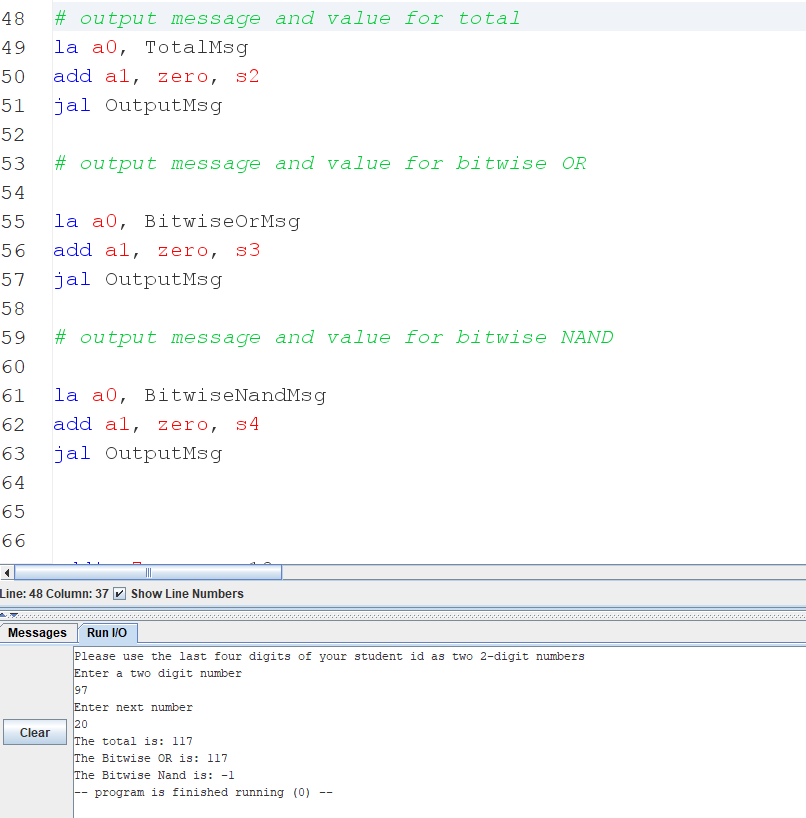 48 # output message and value for total
49 la a0, TotalMsg
50 add a1, zero, s2
51 jal OutputMsg
52
53 # output message and value for bitwise OR
54
55 la a0, BitwiseOrMsg
56 add a1, zero, s3
57 jal OutputMsg
58
59 # output message and value for bitwise NAND
60
61 la a0, BitwiseNandMsg
62 add a1, zero, s4
63 jal OutputMsg
64
65
66
Line: 48 Column: 37 Show Line Numbers
Messages Run I/O
Please use the last four digits of your student id as two 2-digit numbers
Enter a two digit number
97
Enter next number
20
Clear
The total is: 117
The Bitwise OR is: 117
The Bitwise Nand is: -1
-- program is finished running (0) --